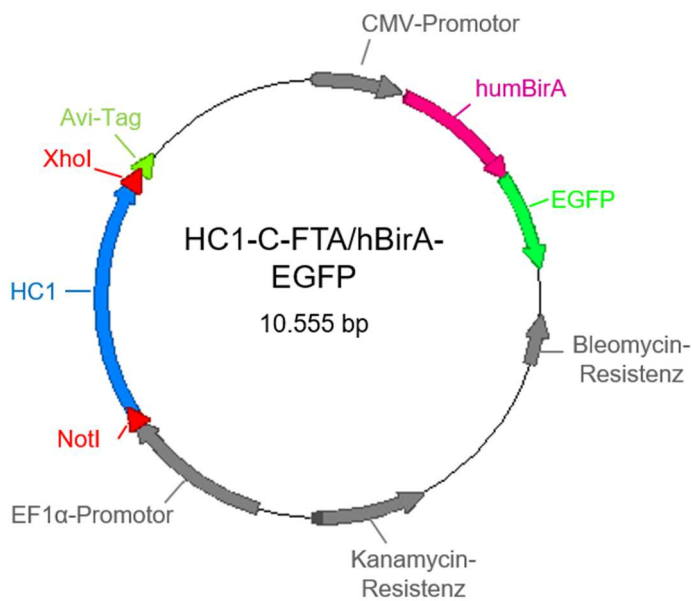 CMV-Promotor
humBirA
Avi-Tag
XhoI
EGFP
HC1-C-FTA/hBirA-
EGFP
HC1
10.555 bp
Bleomycin-
Resistenz
NotI
EF1α-Promotor
Kanamycin-
Resistenz